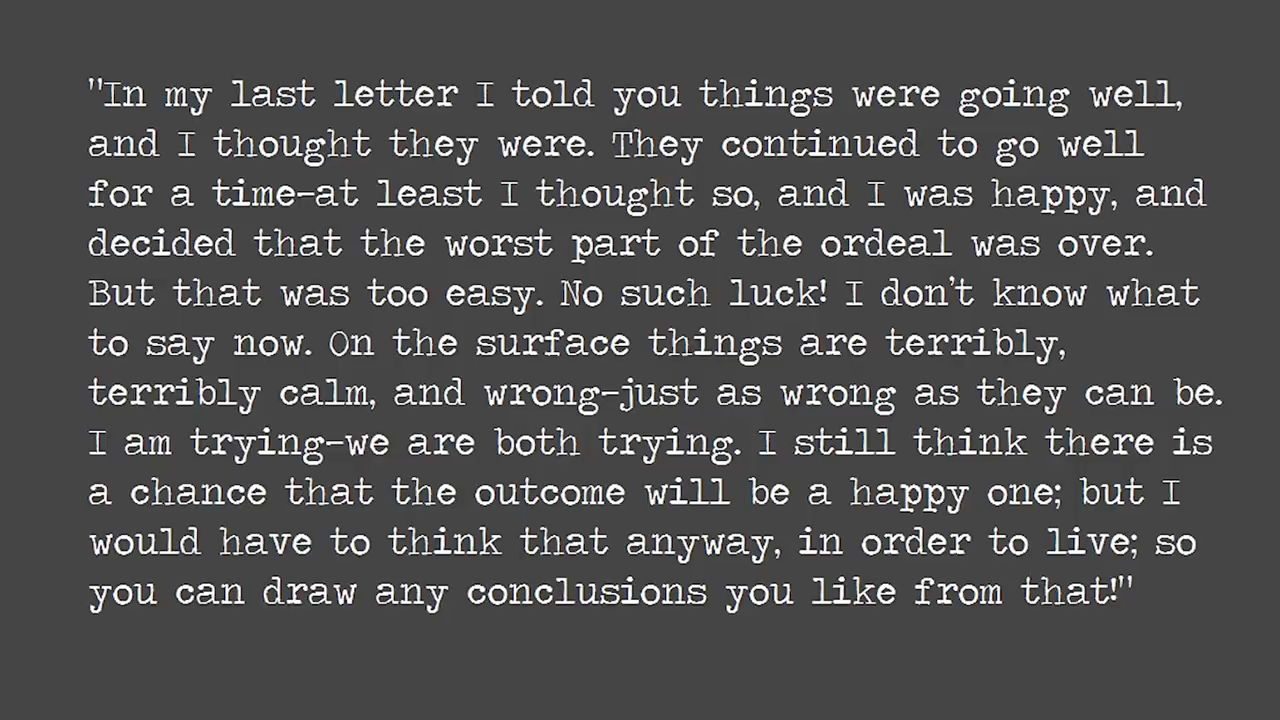 "In my last letter I told you things were going well,
and I thought they were. They continued to go well
for a time-at least I thought so, and I was happy, and
decided that the worst part of the ordeal was over.
But that was too easy. No such luck! I don't know what
to say now. On the surface things are terribly,
terribly calm, and wrong-just as wrong as they can be.
I am trying-we are both trying. I still think there is
a chance that the outcome will be a happy one; but I
would have to think that anyway, in order to live; so
you can draw any conclusions you like from that!"